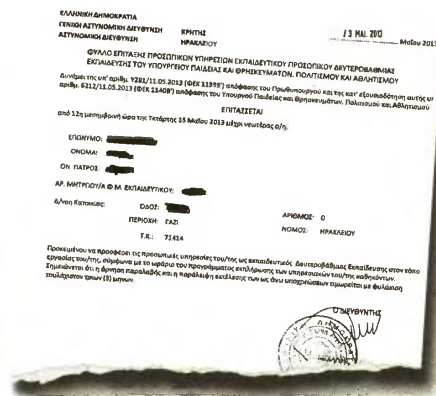 ΕΛΛΗΝΙΚΗ ΔΗΜΟΚΡΑΤΙΑ
ΓΕΝΙΚΗ ΑΣΤΥΝΟΜΙΚΗ ΔΙΕΥΘΥΝΣΗ ΚΡΗΤΗΣ
ΑΣΤΥΝΟΜΙΚΗ ΔΙΕΥΘΥΝΣΗ ΗΡΑΚΛΕΙΟΥ
13 ΜΑΙ. 2013 Μαΐου 2013
ΦΥΛΛΟ ΕΠΙΤΑΞΗΣ ΠΡΟΣΩΠΙΚΩΝ ΥΠΗΡΕΣΙΩΝ ΕΚΠΑΙΔΕΥΤΙΚΟΥ ΠΡΟΣΩΠΙΚΟΥ ΔΕΥΤΕΡΟΒΑΘΜΙΑΣ
ΕΚΠΑΙΔΕΥΣΗΣ ΤΟΥ ΥΠΟΥΡΓΕΙΟΥ ΠΑΙΔΕΙΑΣ ΚΑΙ ΘΡΗΣΚΕΥΜΑΤΩΝ, ΠΟΛΙΤΙΣΜΟΥ ΚΑΙ ΑΘΛΗΤΙΣΜΟΥ
Δυνάμει της υπ' αριθμ. Υ281/11.05.2013 (ΦΕΚ 1139Β') απόφασης του Πρωθυπουργού και της κατ' εξουσιοδότηση αυτής υπ'
αριθμ. 6212/11.05.2013 (ΦΕΚ 1140Β') απόφασης του Υπουργού Παιδείας και Θρησκευμάτων, Πολιτισμού και Αθλητισμού
ΕΠΙΤΑΣΣΕΤΑΙ
από 12η μεσημβρινή ώρα της Τετάρτης 15 Μαΐου 2013 μέχρι νεωτέρας ο/η:
ΕΠΩΝΥΜΟ:
ΟΝΟΜΑ:
ΟΝ. ΠΑΤΡΟΣ:
ΑΡ. ΜΗΤΡΩΟΥ/Α Φ Μ. ΕΚΠΑΙΔΕΥΤΙΚΟΥ:
Δ/νση Κατοικίας: ΟΔΟΣ: ΑΡΙΘΜΟΣ: 0
ΠΕΡΙΟΧΗ: ΓΑΖΙ ΝΟΜΟΣ: ΗΡΑΚΛΕΙΟΥ
Τ.Κ.: 71414
Προκειμένου να προσφέρει τις προσωπικές υπηρεσίες του/της ως εκπαιδευτικός Δευτεροβάθμιας Εκπαίδευσης στον τόπο
εργασίας του/της, σύμφωνα με το ωράριο του προγράμματος εκπλήρωσης των υπηρεσιακών του/της καθηκόντων.
Σημειώνεται ότι η άρνηση παραλαβής και η παράλειψη εκτέλεσης των ως άνω υποχρεώσεων τιμωρείται με φυλάκιση
τουλάχιστον τριών (3) μηνών.
Ο ΔΙΕΥΘΥΝΤΗΣ